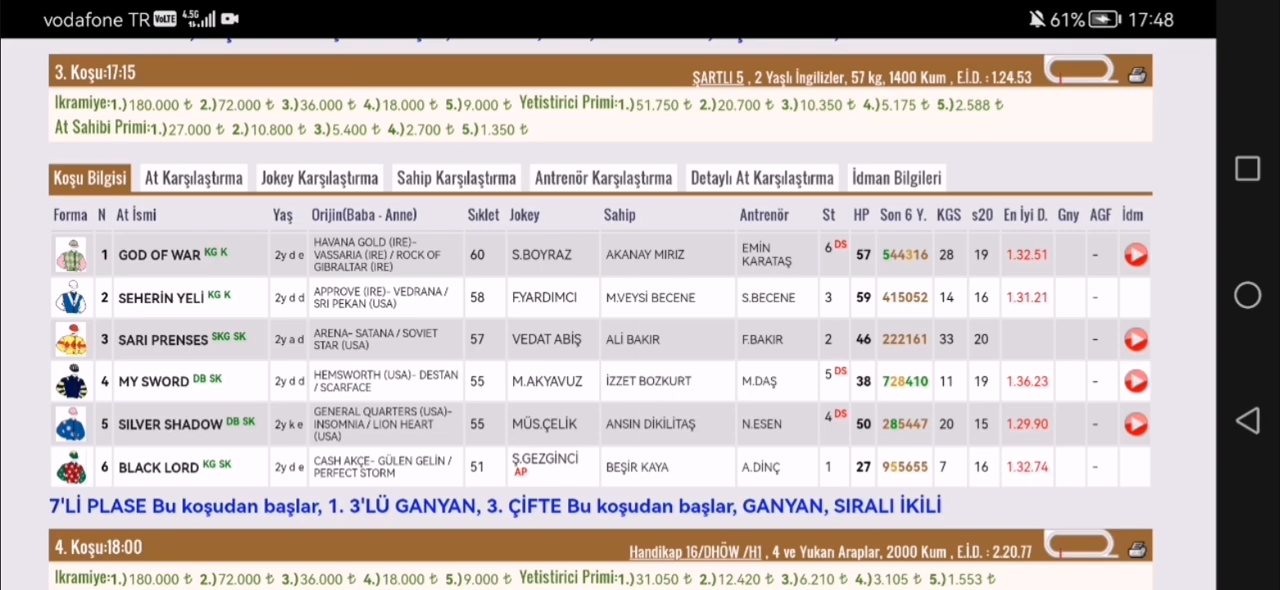 vodafone TR VoLTE 4.5G 61% 17:48
3. Koşu:17:15
ŞARTLI 5 , 2 Yaşlı İngilizler, 57 kg, 1400 Kum , E.İ.D. : 1.24.53
Ikramiye:1.)180.000 ₺ 2.)72.000 ₺ 3.)36.000 ₺ 4.)18.000 ₺ 5.)9.000 ₺ Yetistirici Primi:1.)51.750 ₺ 2.)20.700 ₺ 3.)10.350 ₺ 4.)5.175 ₺ 5.)2.588 ₺
At Sahibi Primi:1.)27.000 ₺ 2.)10.800 ₺ 3.)5.400 ₺ 4.)2.700 ₺ 5.)1.350 ₺
Koşu Bilgisi At Karşılaştırma Jokey Karşılaştırma Sahip Karşılaştırma Antrenör Karşılaştırma Detaylı At Karşılaştırma İdman Bilgileri
Forma N At İsmi Yaş Orijin(Baba - Anne) Sıklet Jokey Sahip Antrenör St HP Son 6 Y. KGS s20 En İyi D. Gny AGF İdm
1 GOD OF WAR KG K 2y d e HAVANA GOLD (IRE)- VASSARIA (IRE) / ROCK OF GIBRALTAR (IRE) 60 S.BOYRAZ AKANAY MIRIZ EMİN KARATAŞ 6 DS 57 544316 28 19 1.32.51 -
2 SEHERİN YELİ KG K 2y d d APPROVE (IRE)- VEDRANA / SRI PEKAN (USA) 58 F.YARDIMCI M.VEYSİ BECENE S.BECENE 3 59 415052 14 16 1.31.21 -
3 SARI PRENSES SKG SK 2y a d ARENA- SATANA / SOVIET STAR (USA) 57 VEDAT ABİŞ ALİ BAKIR F.BAKIR 2 46 222161 33 20 -
4 MY SWORD DB SK 2y d d HEMSWORTH (USA)- DESTAN / SCARFACE 55 M.AKYAVUZ İZZET BOZKURT M.DAŞ 5 DS 38 728410 11 19 1.36.23 -
5 SILVER SHADOW DB SK 2y k e GENERAL QUARTERS (USA)- INSOMNIA / LION HEART (USA) 55 MÜS.ÇELİK ANSIN DİKİLİTAŞ N.ESEN 4 DS 50 285447 20 15 1.29.90 -
6 BLACK LORD KG SK 2y d e CASH AKÇE- GÜLEN GELİN / PERFECT STORM 51 Ş.GEZGİNCİ AP BEŞİR KAYA A.DİNÇ 1 27 955655 7 16 1.32.74 -
7'Lİ PLASE Bu koşudan başlar, 1. 3'LÜ GANYAN, 3. ÇİFTE Bu koşudan başlar, GANYAN, SIRALI İKİLİ
4. Koşu:18:00
Handikap 16/DHÖW /H1 , 4 ve Yukarı Araplar, 2000 Kum , E.İ.D. : 2.20.77
Ikramiye:1.)180.000 ₺ 2.)72.000 ₺ 3.)36.000 ₺ 4.)18.000 ₺ 5.)9.000 ₺ Yetistirici Primi:1.)31.050 ₺ 2.)12.420 ₺ 3.)6.210 ₺ 4.)3.105 ₺ 5.)1.553 ₺